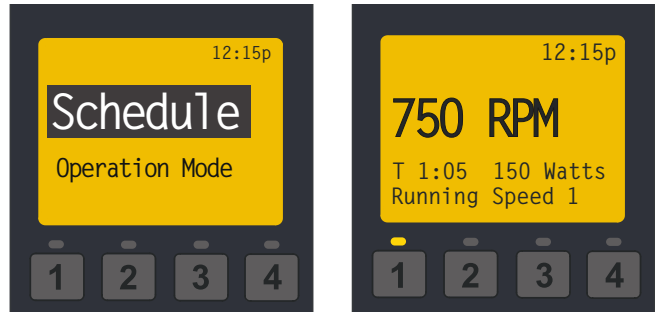 12:15p
Schedule
Operation Mode
1 2 3 4
12:15p
750 RPM
T 1:05 150 Watts
Running Speed 1
1 2 3 4